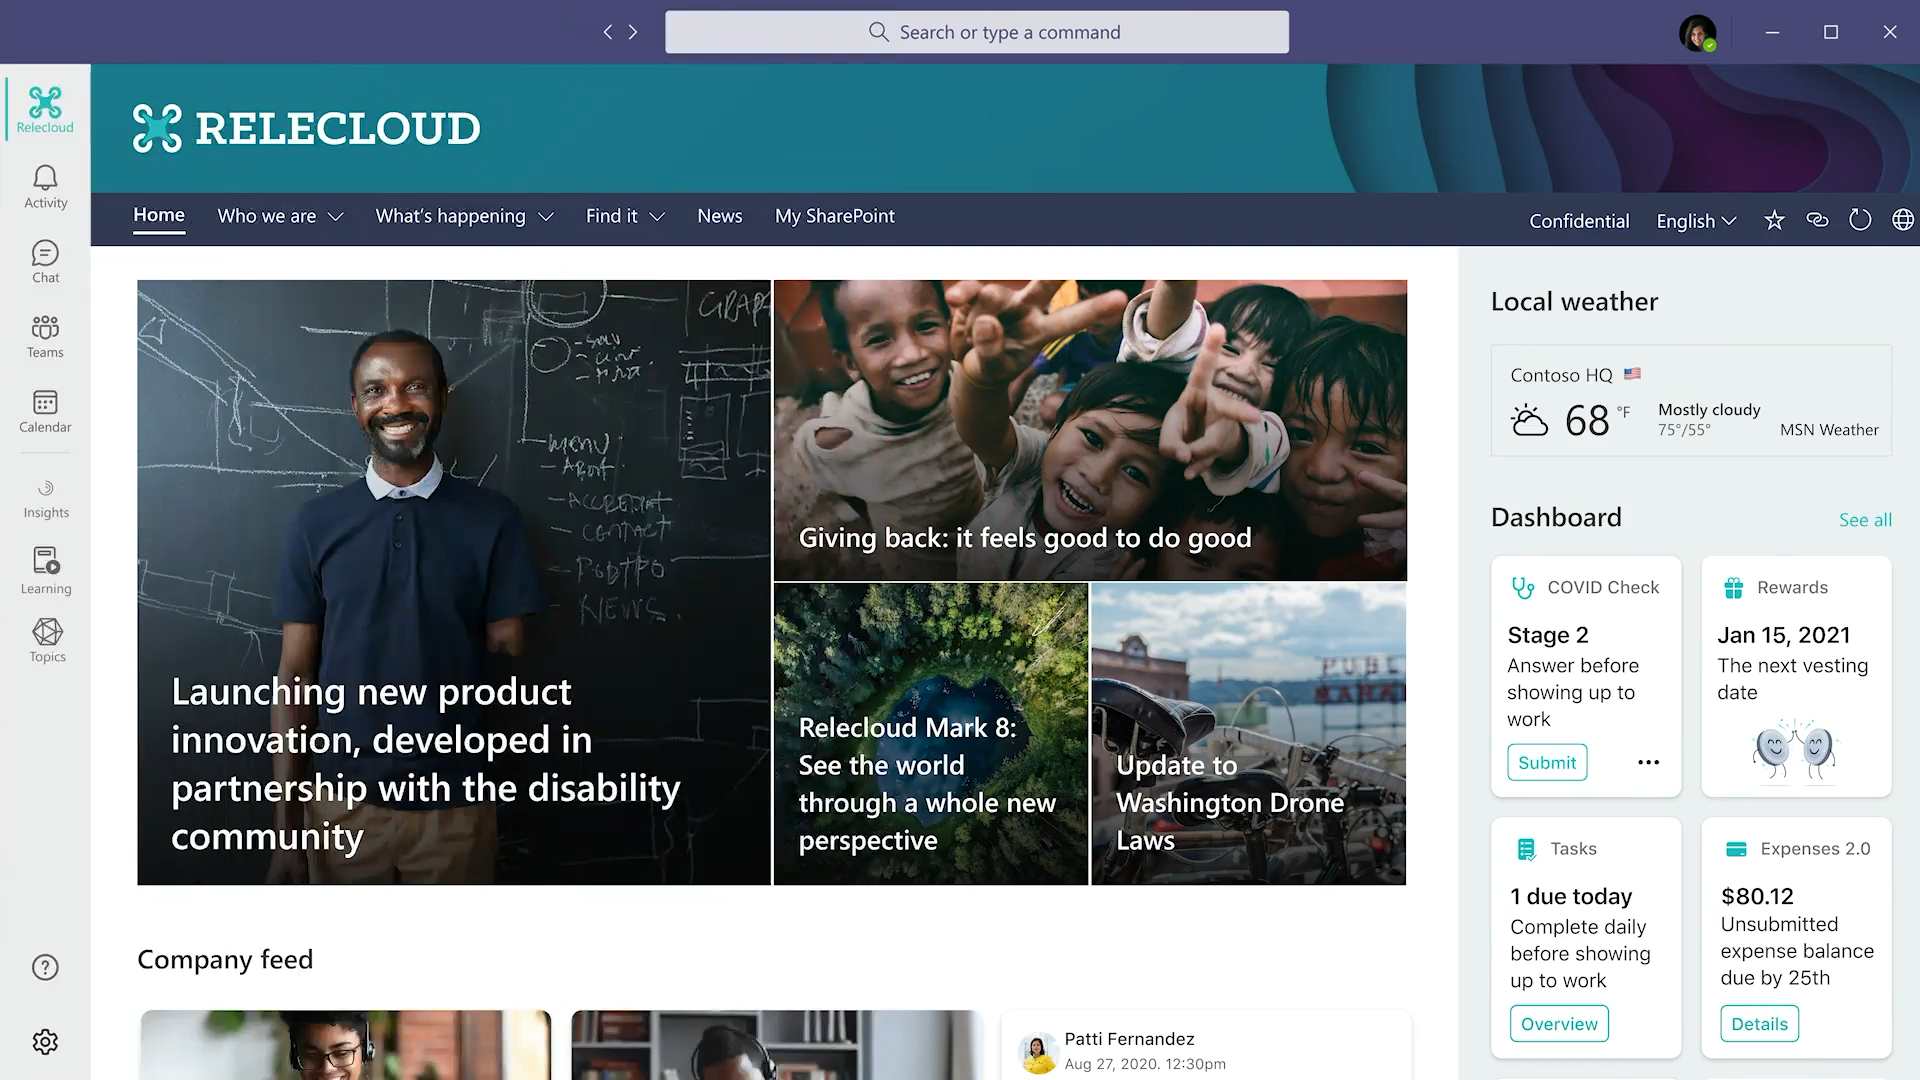 Search or type a command
Relecloud
Activity
Chat
Teams
Calendar
Insights
Learning
Topics
RELECLOUD
Home
Who we are
What's happening
Find it
News
My SharePoint
Confidential
English
Launching new product
innovation, developed in
partnership with the disability
community
MENU
- ABOUT
- CONTACT
NEWS
Giving back: it feels good to do good
Relecloud Mark 8:
See the world
through a whole new
perspective
PUBL
MARK
Update to
Washington Drone
Laws
Company feed
Patti Fernandez
Aug 27, 2020. 12:30pm
Local weather
Contoso HQ
68 °F
Mostly cloudy
75°/55°
MSN Weather
Dashboard
See all
COVID Check
Stage 2
Answer before
showing up to
work
Submit
Rewards
Jan 15, 2021
The next vesting
date
Tasks
1 due today
Complete daily
before showing
up to work
Overview
Expenses 2.0
$80.12
Unsubmitted
expense balance
due by 25th
Details